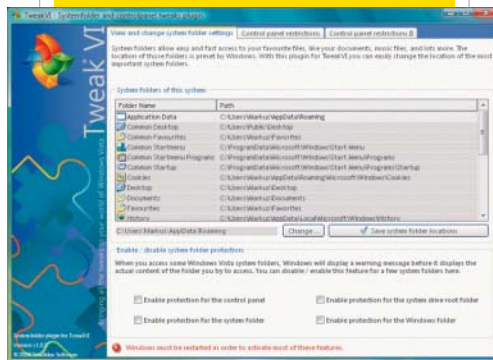 TweakVI - Systemfolder and controlpanel tweaks plugin
Tweak VI
View and change system folder settings
Control panel restrictions
Control panel restrictions II
System folders allow easy and fast access to your favourite files, like your documents, music files, and lots more. The
location of those folders is preset by Windows. With this plugin for TweakVI you can easily change the location of the most
important system folders.
System folders of this system:
Folder Name Path
Application Data C:\Users\Markus\AppData\Roaming
Common Desktop C:\Users\Public\Desktop
Common Favourites C:\Users\Markus\Favorites
Common Startmenu C:\ProgramData\Microsoft\Windows\Start Menu
Common Startmenu Programs C:\ProgramData\Microsoft\Windows\Start Menu\Programs
Common Startup C:\ProgramData\Microsoft\Windows\Start Menu\Programs\Startup
Cookies C:\Users\Markus\AppData\Roaming\Microsoft\Windows\Cookies
Desktop C:\Users\Markus\Desktop
Documents C:\Users\Markus\Documents
Favourites C:\Users\Markus\Favorites
History C:\Users\Markus\AppData\Local\Microsoft\Windows\History
C:\Users\Markus\AppData\Roaming
Change ...
Save system folder locations
Enable / disable system folder protection:
When you access some Windows Vista system folders, Windows will display a warning message before it displays the
actual content of the folder you try to access. You can disable / enable this feature for a few system folders here.
Enable protection for the control panel
Enable protection for the system drive root folder
Enable protection for the system folder
Enable protection for the Windows folder
Windows must be restarted in order to activate most of these features.
Systemfolder plugin for TweakVI